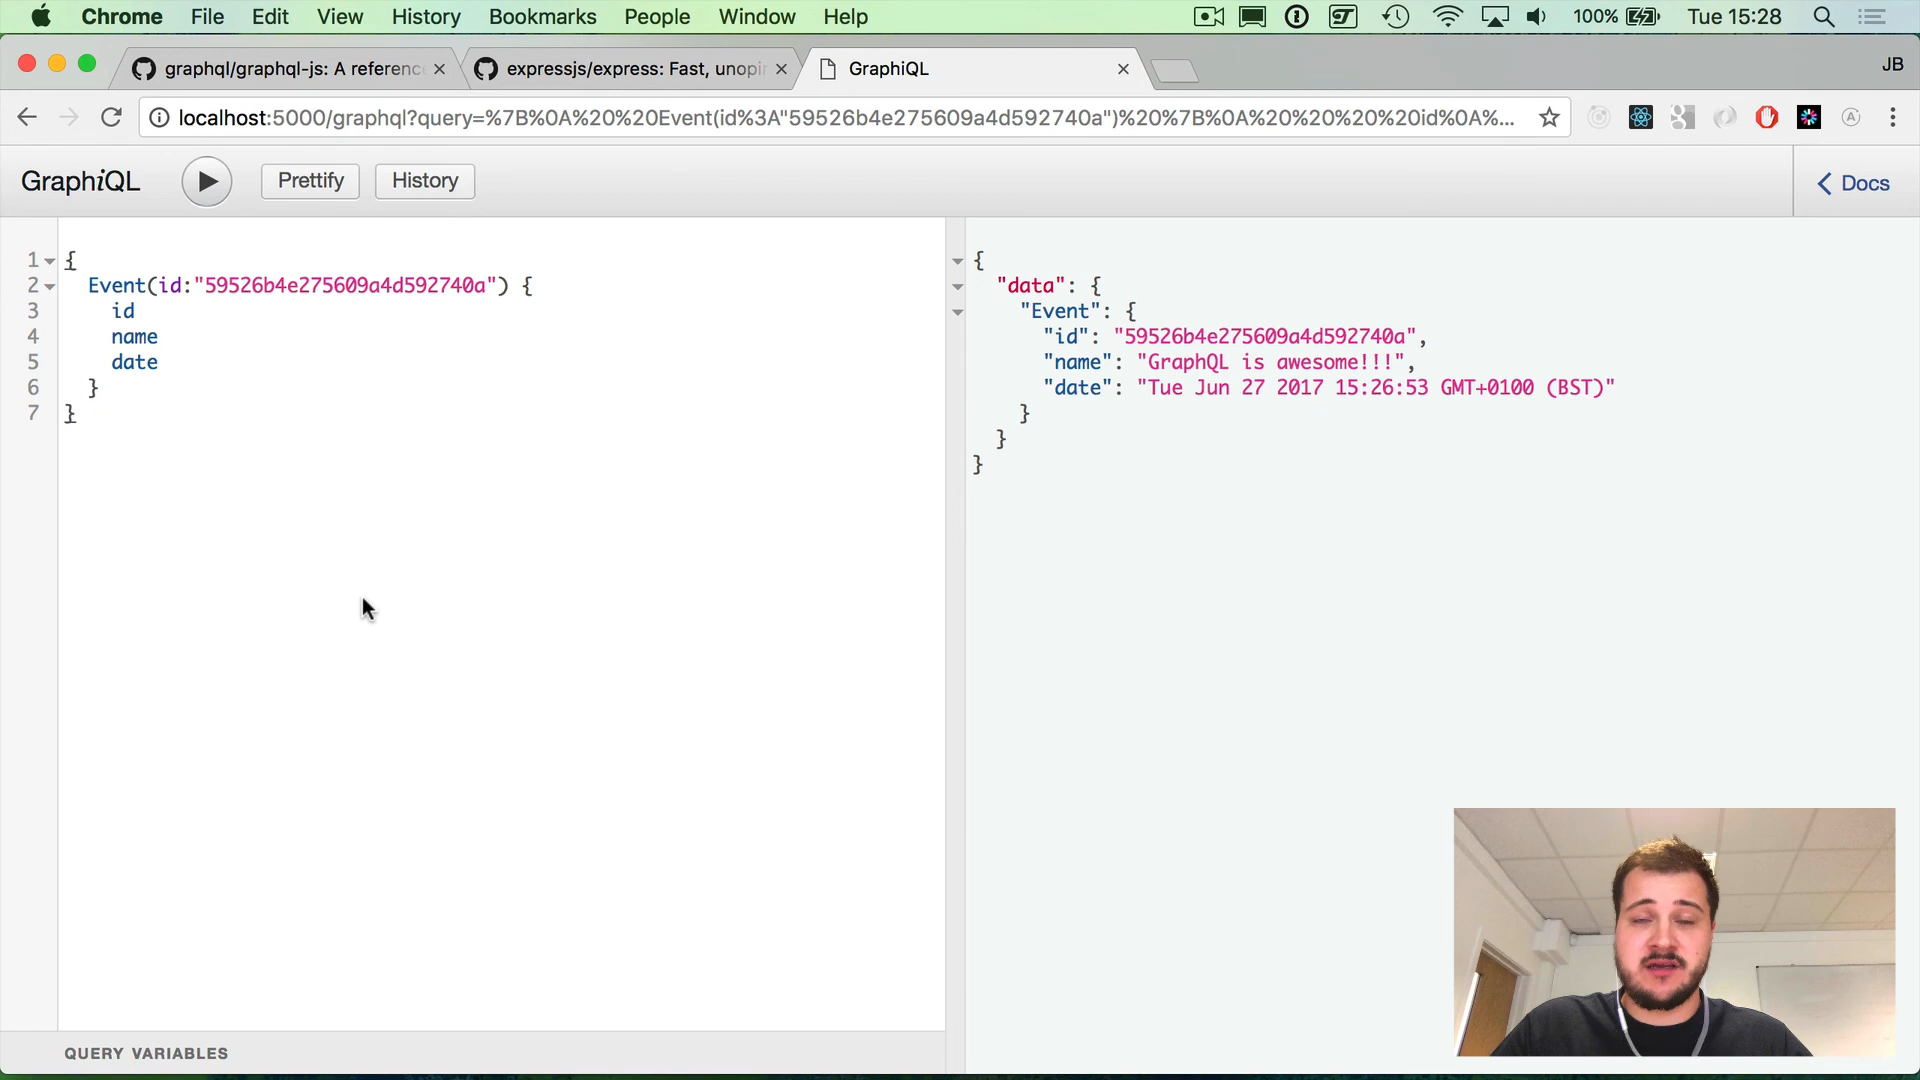 Chrome File Edit View History Bookmarks People Window Help 100% Tue 15:28
graphql/graphql-js: A reference expressjs/express: Fast, unopin GraphiQL JB
localhost:5000/graphql?query=%7B%0A%20%20Event(id%3A"59526b4e275609a4d592740a")%20%7B%0A%20%20%20%20id%0A%...
GraphiQL Prettify History Docs
1 {
2 Event(id:"59526b4e275609a4d592740a") {
3 id
4 name
5 date
6 }
7 }
{
"data": {
"Event": {
"id": "59526b4e275609a4d592740a",
"name": "GraphQL is awesome!!!",
"date": "Tue Jun 27 2017 15:26:53 GMT+0100 (BST)"
}
}
}
QUERY VARIABLES